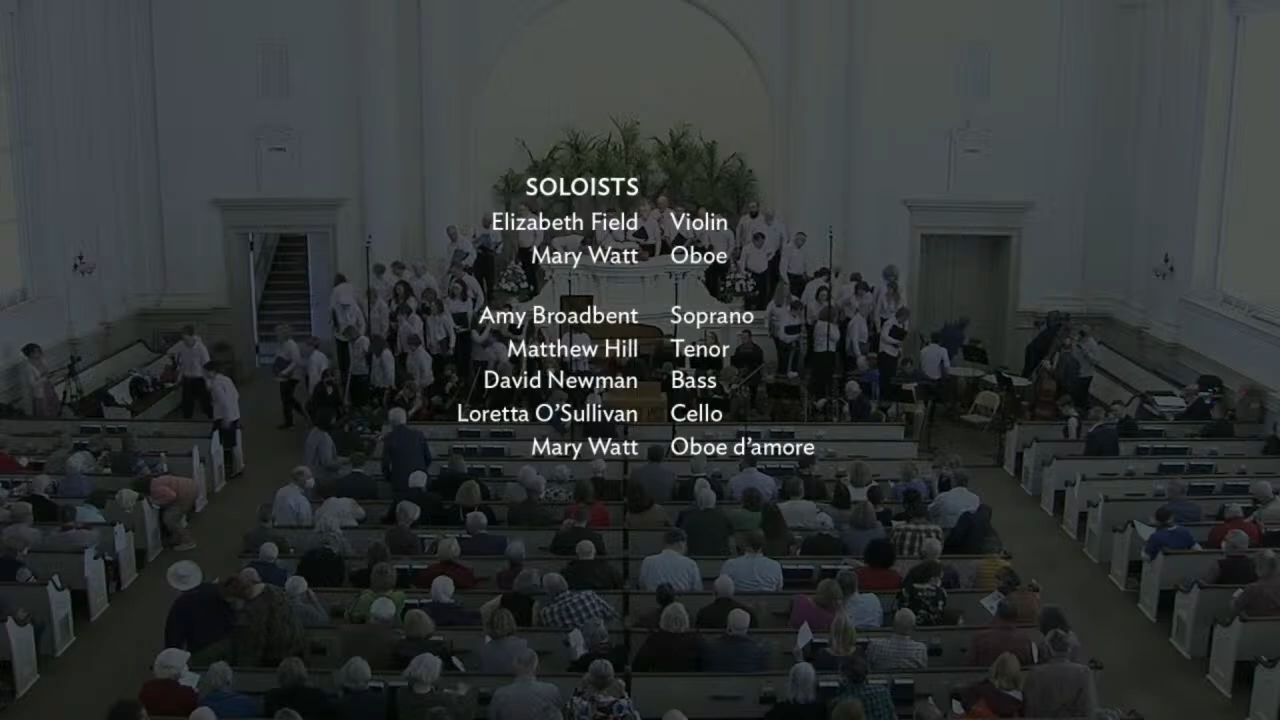 SOLOISTS
Elizabeth Field Violin
Mary Watt Oboe
Amy Broadbent Soprano
Matthew Hill Tenor
David Newman Bass
Loretta O’Sullivan Cello
Mary Watt Oboe d’amore